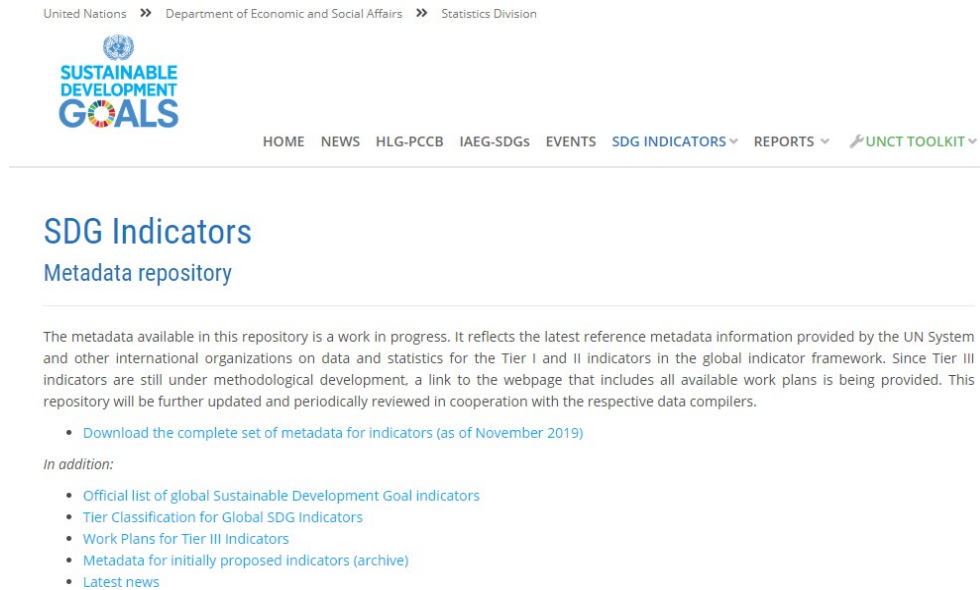 United Nations » Department of Economic and Social Affairs » Statistics Division
SUSTAINABLE
DEVELOPMENT
GOALS
HOME NEWS HLG-PCCB IAEG-SDGs EVENTS SDG INDICATORS REPORTS UNCT TOOLKIT
SDG Indicators
Metadata repository
The metadata available in this repository is a work in progress. It reflects the latest reference metadata information provided by the UN System
and other international organizations on data and statistics for the Tier I and II indicators in the global indicator framework. Since Tier III
indicators are still under methodological development, a link to the webpage that includes all available work plans is being provided. This
repository will be further updated and periodically reviewed in cooperation with the respective data compilers.
• Download the complete set of metadata for indicators (as of November 2019)
In addition:
• Official list of global Sustainable Development Goal indicators
• Tier Classification for Global SDG Indicators
• Work Plans for Tier III Indicators
• Metadata for initially proposed indicators (archive)
• Latest news